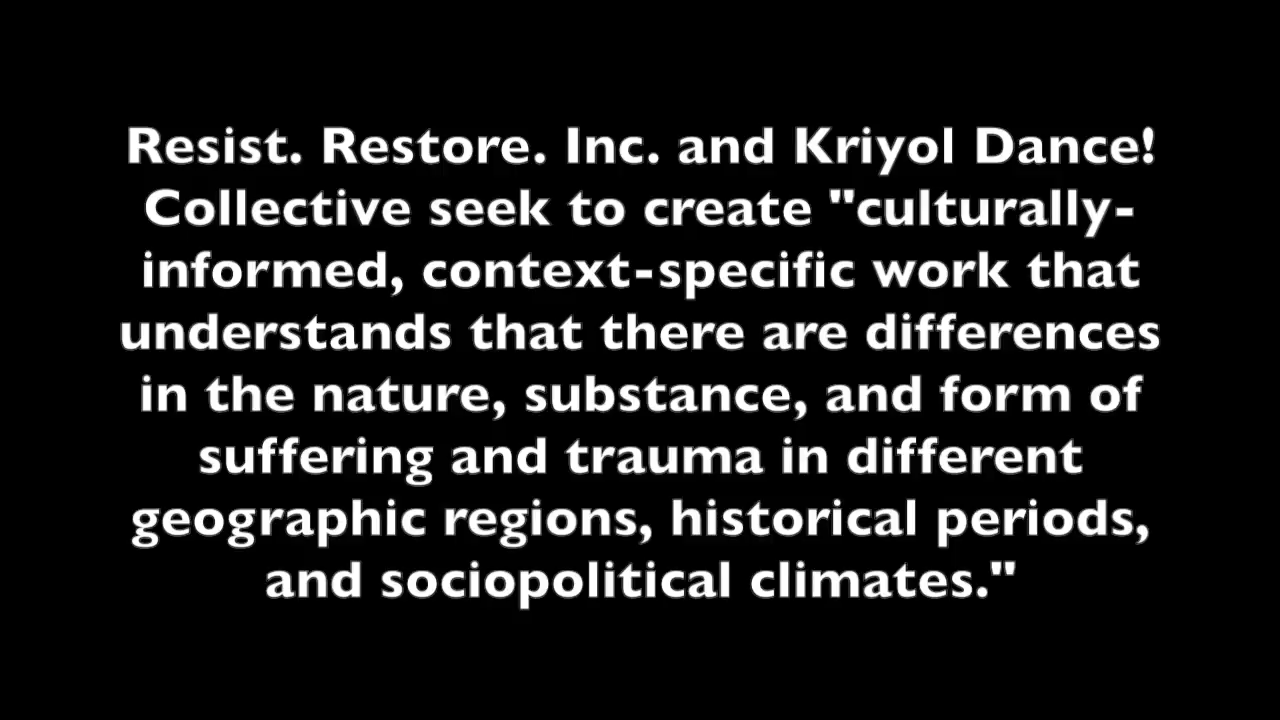 Resist. Restore. Inc. and Kriyol Dance!
Collective seek to create "culturally-
informed, context-specific work that
understands that there are differences
in the nature, substance, and form of
suffering and trauma in different
geographic regions, historical periods,
and sociopolitical climates."